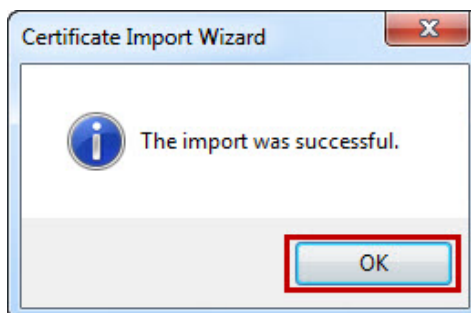 Certificate Import Wizard
The import was successful.
OK